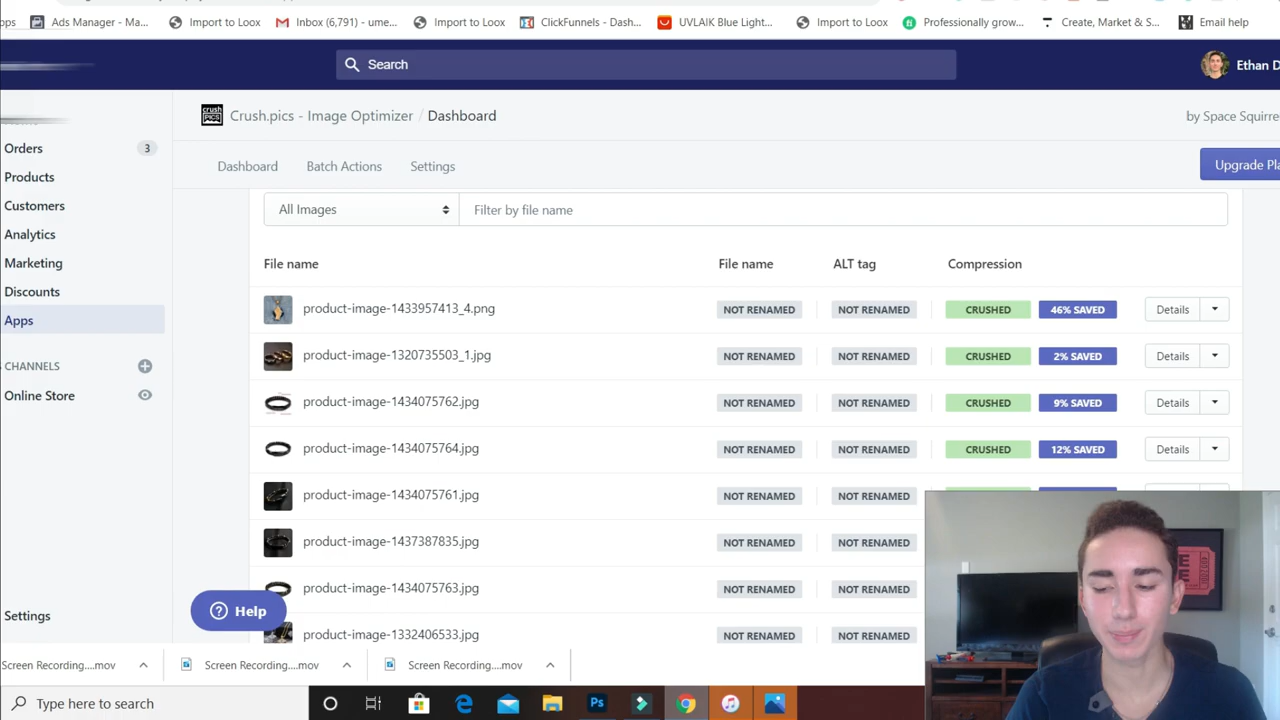 Ads Manager - Ma...
Import to Loox
Inbox (6,791) - ume...
Import to Loox
ClickFunnels - Dash...
UVLAIK Blue Light...
Import to Loox
Professionally grow...
Create, Market & S...
Email help
Search
Ethan D
crush PICS
Crush.pics - Image Optimizer / Dashboard
by Space Squirre
Orders 3
Products
Customers
Analytics
Marketing
Discounts
Apps
CHANNELS
Online Store
Settings
Dashboard Batch Actions Settings
Upgrade Pla
All Images Filter by file name
File name File name ALT tag Compression
product-image-1433957413_4.png NOT RENAMED NOT RENAMED CRUSHED 46% SAVED Details
product-image-1320735503_1.jpg NOT RENAMED NOT RENAMED CRUSHED 2% SAVED Details
product-image-1434075762.jpg NOT RENAMED NOT RENAMED CRUSHED 9% SAVED Details
product-image-1434075764.jpg NOT RENAMED NOT RENAMED CRUSHED 12% SAVED Details
product-image-1434075761.jpg NOT RENAMED NOT RENAMED
product-image-1437387835.jpg NOT RENAMED NOT RENAMED
product-image-1434075763.jpg NOT RENAMED NOT RENAMED
product-image-1332406533.jpg NOT RENAMED NOT RENAMED
Help
Screen Recording....mov
Screen Recording....mov
Screen Recording....mov
Type here to search